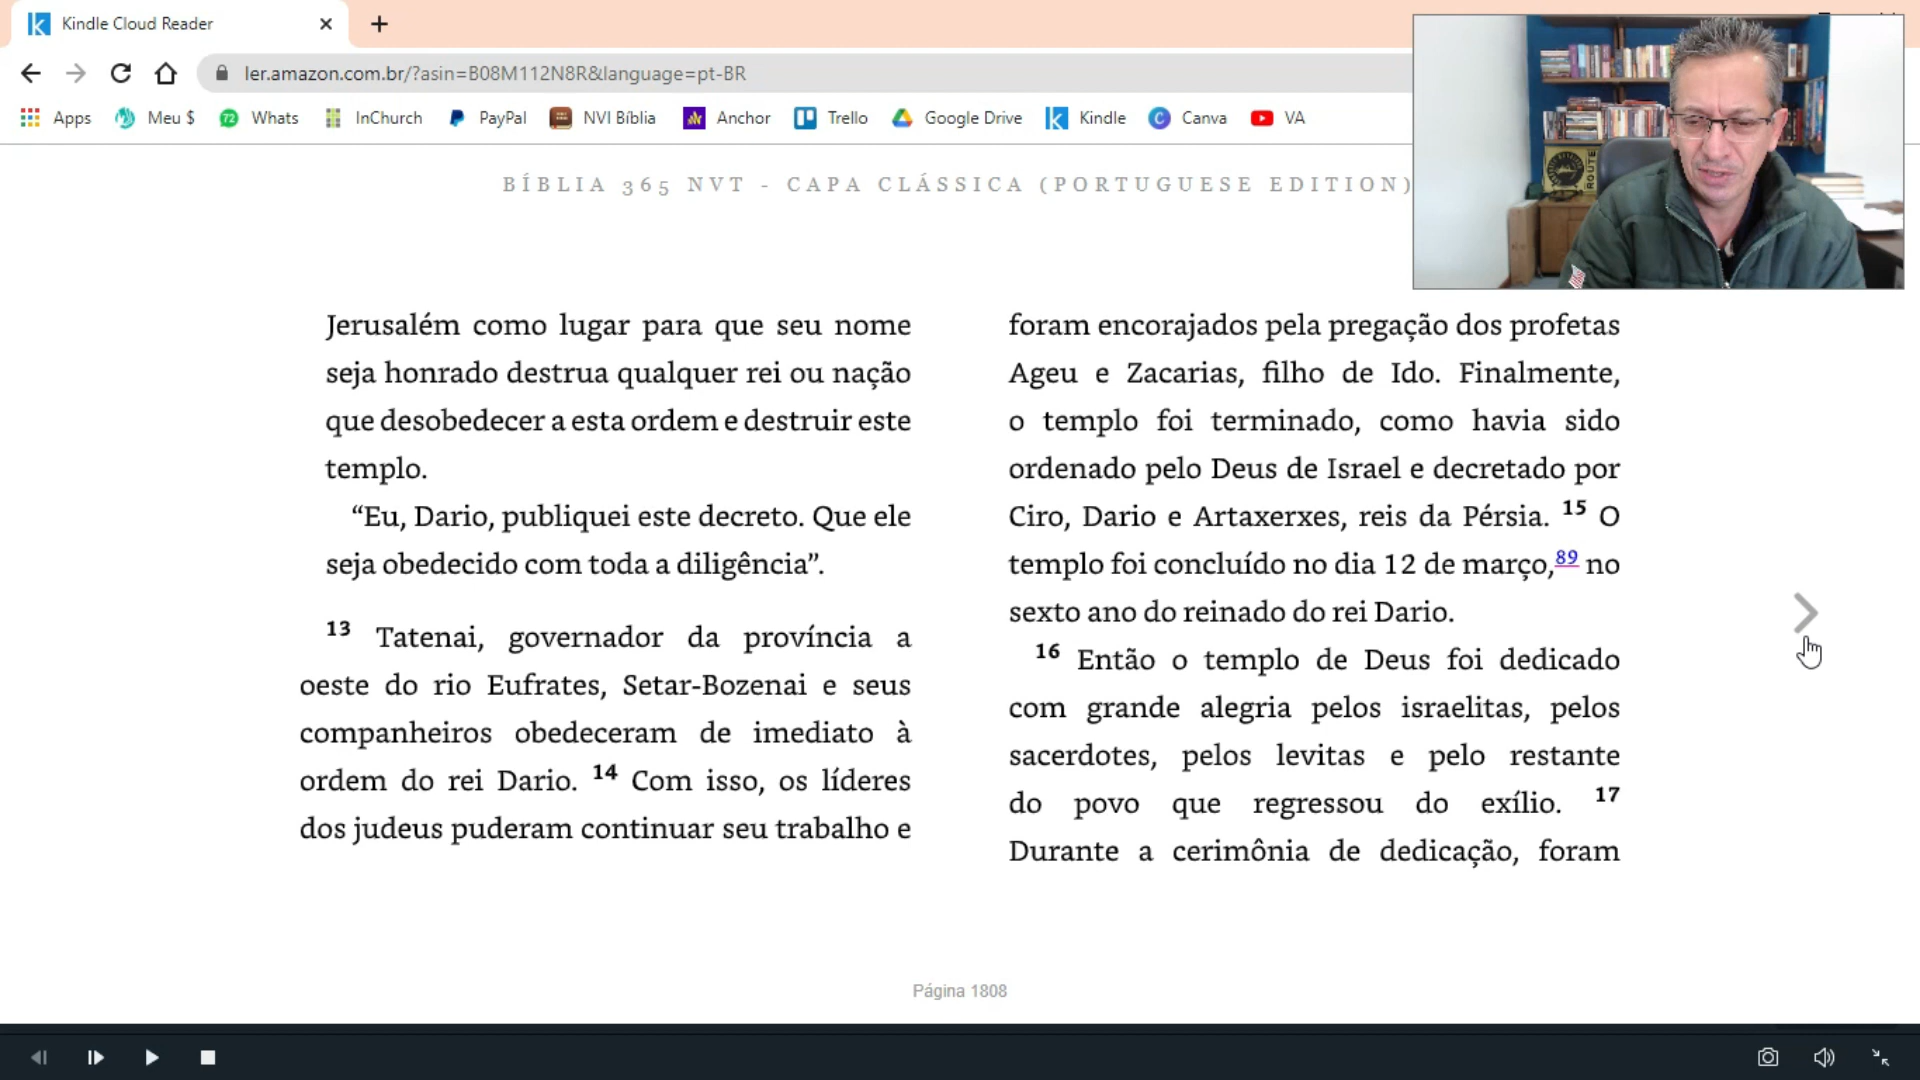 Kindle Cloud Reader
ler.amazon.com.br/?asin=B08M112N8R&language=pt-BR
Apps Meu $ Whats InChurch PayPal NVI Bíblia Anchor Trello Google Drive Kindle Canva VA
BÍBLIA 365 NVT - CAPA CLÁSSICA (PORTUGUESE EDITION)
ROUTE
Jerusalém como lugar para que seu nome
seja honrado destrua qualquer rei ou nação
que desobedecer a esta ordem e destruir este
templo.
“Eu, Dario, publiquei este decreto. Que ele
seja obedecido com toda a diligência”.
13 Tatenai, governador da província a
oeste do rio Eufrates, Setar-Bozenai e seus
companheiros obedeceram de imediato à
ordem do rei Dario. 14 Com isso, os líderes
dos judeus puderam continuar seu trabalho e
foram encorajados pela pregação dos profetas
Ageu e Zacarias, filho de Ido. Finalmente,
o templo foi terminado, como havia sido
ordenado pelo Deus de Israel e decretado por
Ciro, Dario e Artaxerxes, reis da Pérsia. 15 O
templo foi concluído no dia 12 de março,89 no
sexto ano do reinado do rei Dario.
16 Então o templo de Deus foi dedicado
com grande alegria pelos israelitas, pelos
sacerdotes, pelos levitas e pelo restante
do povo que regressou do exílio. 17
Durante a cerimônia de dedicação, foram
Página 1808